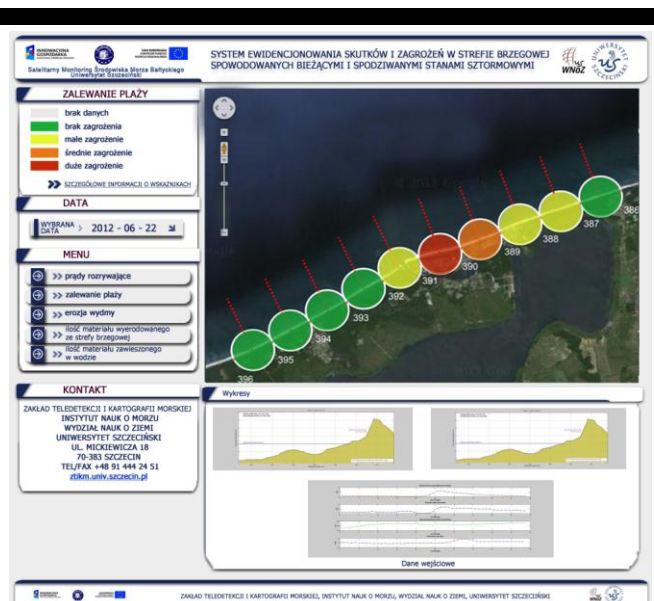 INNOWACYJNA
GOSPODARKA
Satelitarny Monitoring Środowiska Morza Bałtyckiego
Uniwersytet Szczeciński
SYSTEM EWIDENCJONOWANIA SKUTKÓW I ZAGROŻEŃ W STREFIE BRZEGOWEJ
SPOWODOWANYCH BIEŻĄCYMI I SPODZIWANYMI STANAMI SZTORMOWYMI
WNoZ
UNIWERSYTET
SZCZECIŃSKI
ZALEWANIE PLAŻY
brak danych
brak zagrożenia
małe zagrożenie
średnie zagrożenie
duże zagrożenie
>> SZCZEGÓŁOWE INFORMACJE O WSKAŹNIKACH
DATA
WYBRANA
DATA > 2012 - 06 - 22
MENU
>> prądy rozrywające
>> zalewanie plaży
>> erozja wydmy
>> ilość materiału wyerodowanego
ze strefy brzegowej
>> ilość materiału zawieszonego
w wodzie
386
387
388
389
390
391
392
393
394
395
396
KONTAKT
ZAKŁAD TELEDETEKCJI I KARTOGRAFII MORSKIEJ
INSTYTUT NAUK O MORZU
WYDZIAŁ NAUK O ZIEMI
UNIWERSYTET SZCZECIŃSKI
UL. MICKIEWICZA 18
70-383 SZCZECIN
TEL/FAX +48 91 444 24 51
ztikm.univ.szczecin.pl
Wykresy
Dane wejściowe
ZAKŁAD TELEDETEKCJI I KARTOGRAFII MORSKIEJ, INSTYTUT NAUK O MORZU, WYDZIAŁ NAUK O ZIEMI, UNIWERSYTET SZCZECIŃSKI